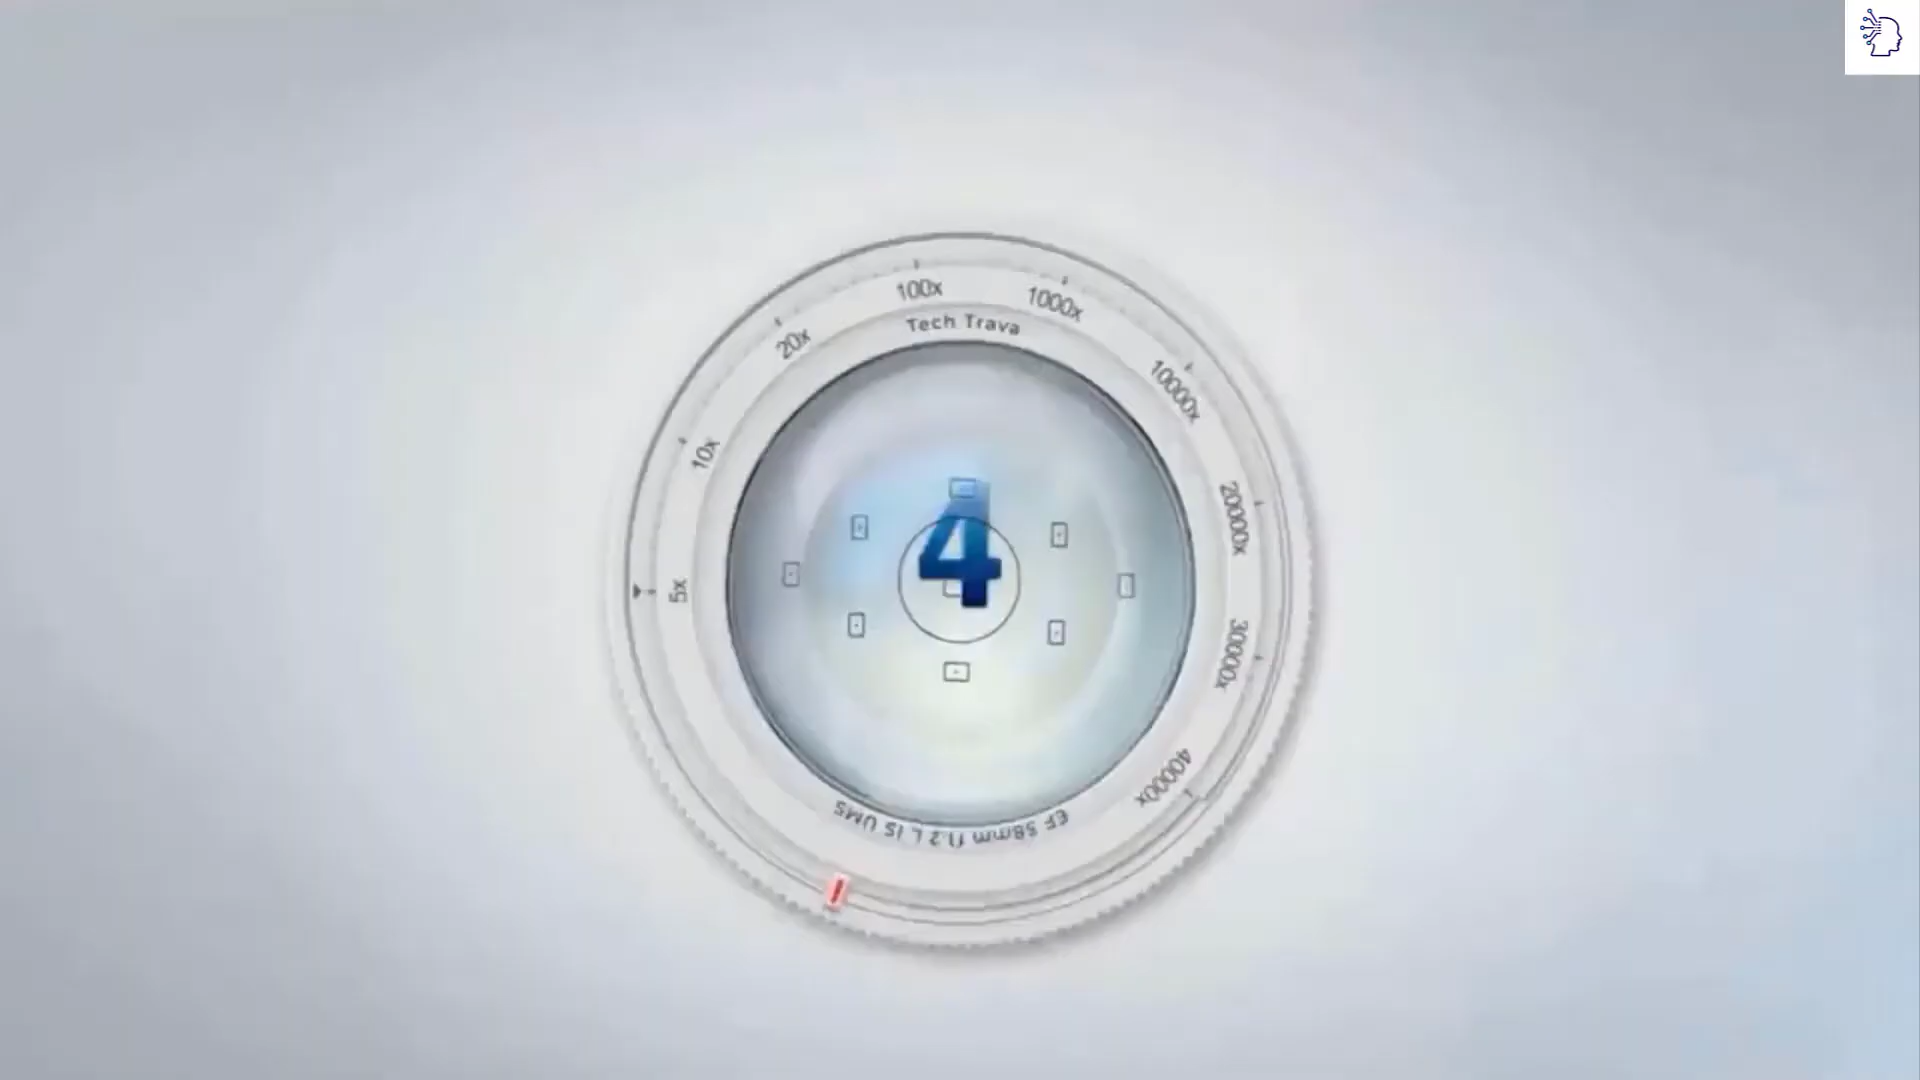 100x
1000x
Tech Trava
20x
10000x
10x
20000x
4
5x
30000x
40000x
EF 58mm f1.2 L IS UMS